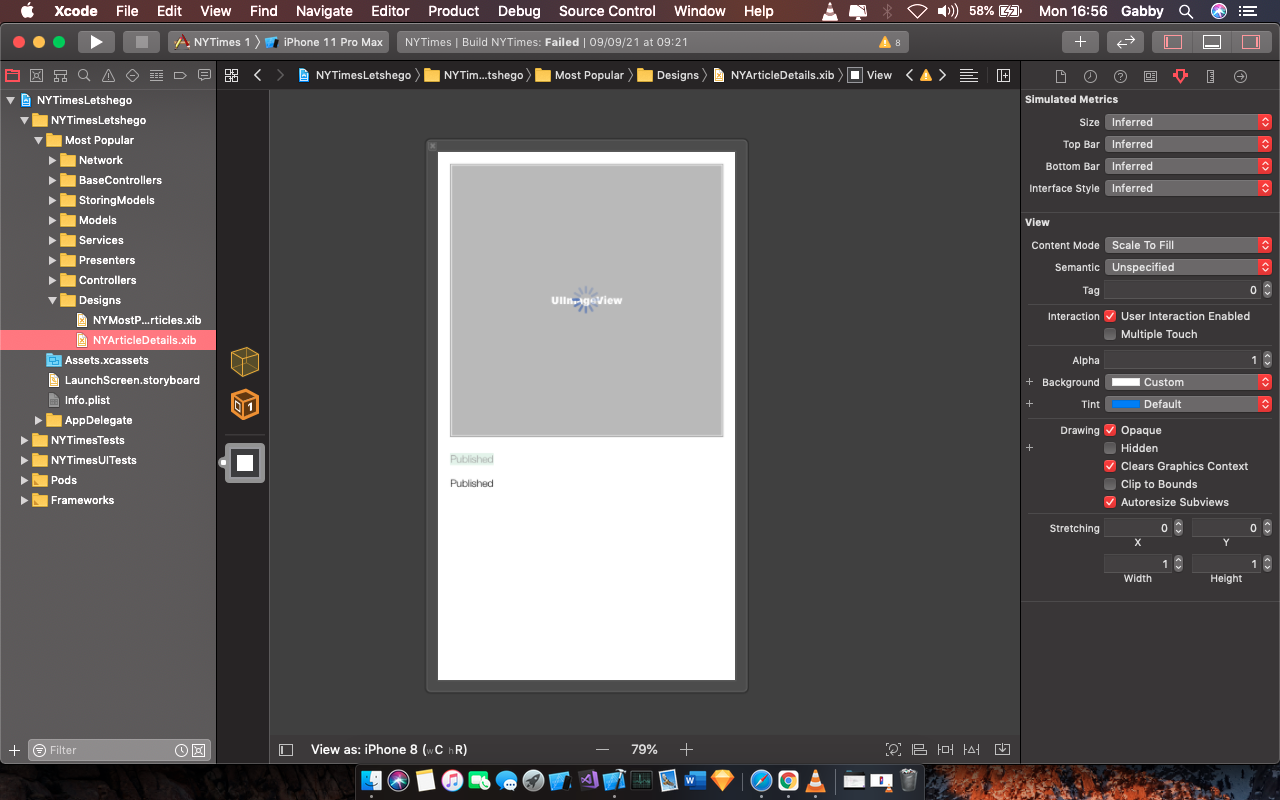 Xcode File Edit View Find Navigate Editor Product Debug Source Control Window Help 58% Mon 16:56 Gabby
NYTimes 1 iPhone 11 Pro Max NYTimes | Build NYTimes: Failed | 09/09/21 at 09:21 8
NYTimesLetshego NYTim...tshego Most Popular Designs NYArticleDetails.xib View
NYTimesLetshego
NYTimesLetshego
Most Popular
Network
BaseControllers
StoringModels
Models
Services
Presenters
Controllers
Designs
NYMostP...rticles.xib
NYArticleDetails.xib
Assets.xcassets
LaunchScreen.storyboard
Info.plist
AppDelegate
NYTimesTests
NYTimesUITests
Pods
Frameworks
Filter
1
UIImageView
Published
Published
View as: iPhone 8 (wC hR) 79%
Simulated Metrics
Size Inferred
Top Bar Inferred
Bottom Bar Inferred
Interface Style Inferred
View
Content Mode Scale To Fill
Semantic Unspecified
Tag 0
Interaction User Interaction Enabled
Multiple Touch
Alpha 1
Background Custom
Tint Default
Drawing Opaque
Hidden
Clears Graphics Context
Clip to Bounds
Autoresize Subviews
Stretching 0 0
X Y
1 1
Width Height